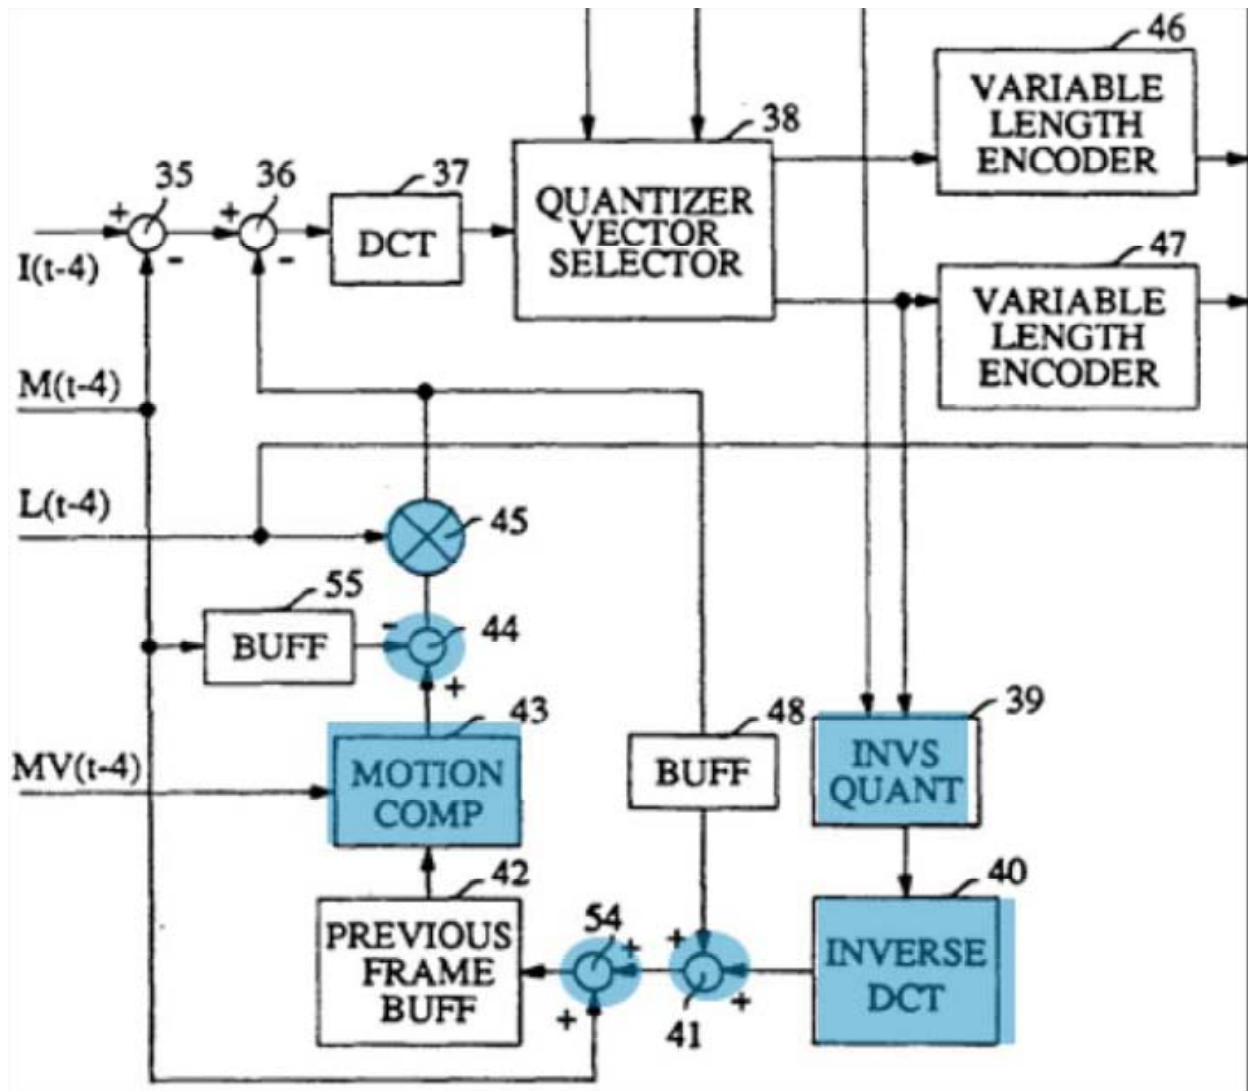 46
VARIABLE
LENGTH
ENCODER
38
35
36
37
+
+
QUANTIZER
VECTOR
SELECTOR
DCT
I(t-4)
-
-
47
VARIABLE
LENGTH
ENCODER
M(t-4)
L(t-4)
45
55
BUFF
-
44
+
43
MOTION
COMP
MV(t-4)
48
BUFF
39
INVS
QUANT
42
PREVIOUS
FRAME
BUFF
54
+
+
+
41
+
40
INVERSE
DCT